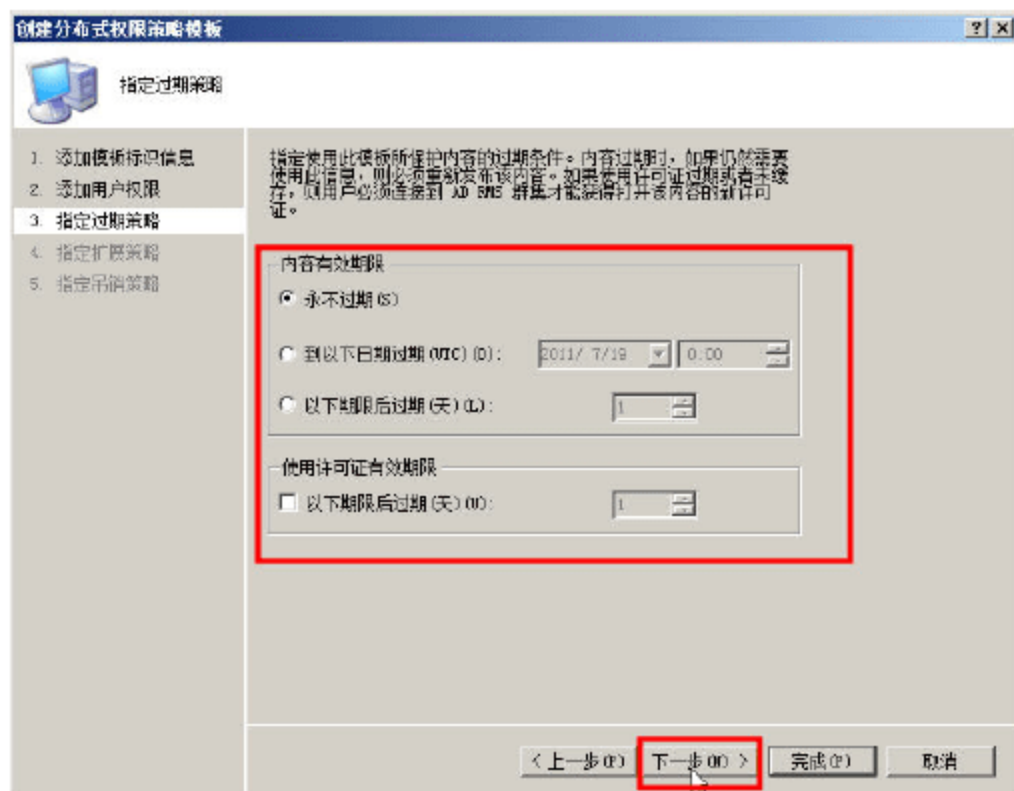 创建分布式权限策略模板
指定过期策略
1. 添加模板标识信息
2. 添加用户权限
3. 指定过期策略
4. 指定扩展策略
5. 指定吊销策略
指定使用此模板所保护内容的过期条件。内容过期时，如果仍然需要
使用此信息，则必须重新发布该内容。如果使用许可证过期或者未缓
存，则用户必须连接到 AD RMS 群集才能获得打开该内容的新许可
证。
内容有效期限
永不过期(S)
到以下日期过期(UTC)(D): 2011/ 7/19 0:00
以下期限后过期(天)(L): 1
使用许可证有效期限
以下期限后过期(天)(U): 1
< 上一步(P) 下一步(N) > 完成(F) 取消